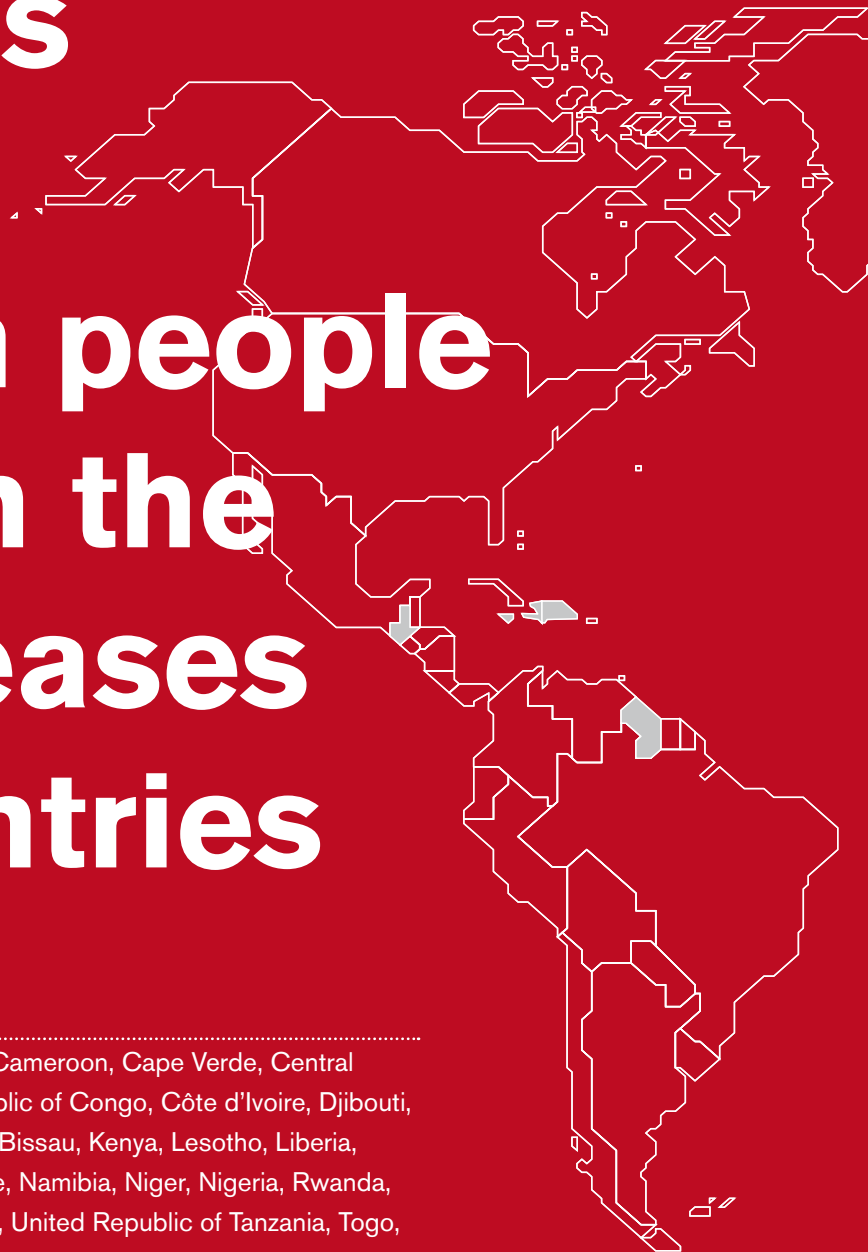 s
n people
n the
eases
ntries
Cameroon, Cape Verde, Central
blic of Congo, Côte d’Ivoire, Djibouti,
Bissau, Kenya, Lesotho, Liberia,
e, Namibia, Niger, Nigeria, Rwanda,
, United Republic of Tanzania, Togo,